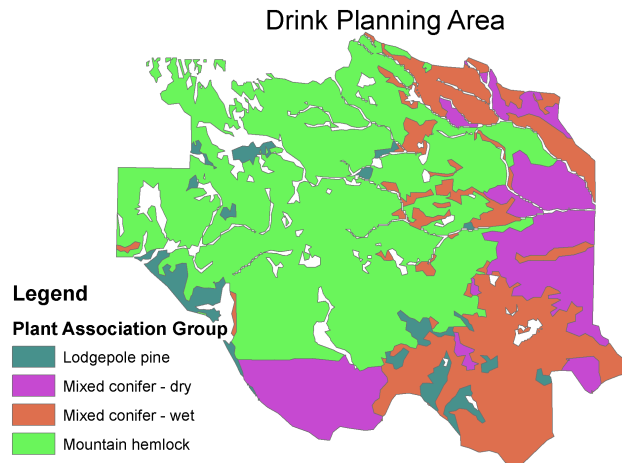 Drink Planning Area
Legend
Plant Association Group
Lodgepole pine
Mixed conifer - dry
Mixed conifer - wet
Mountain hemlock